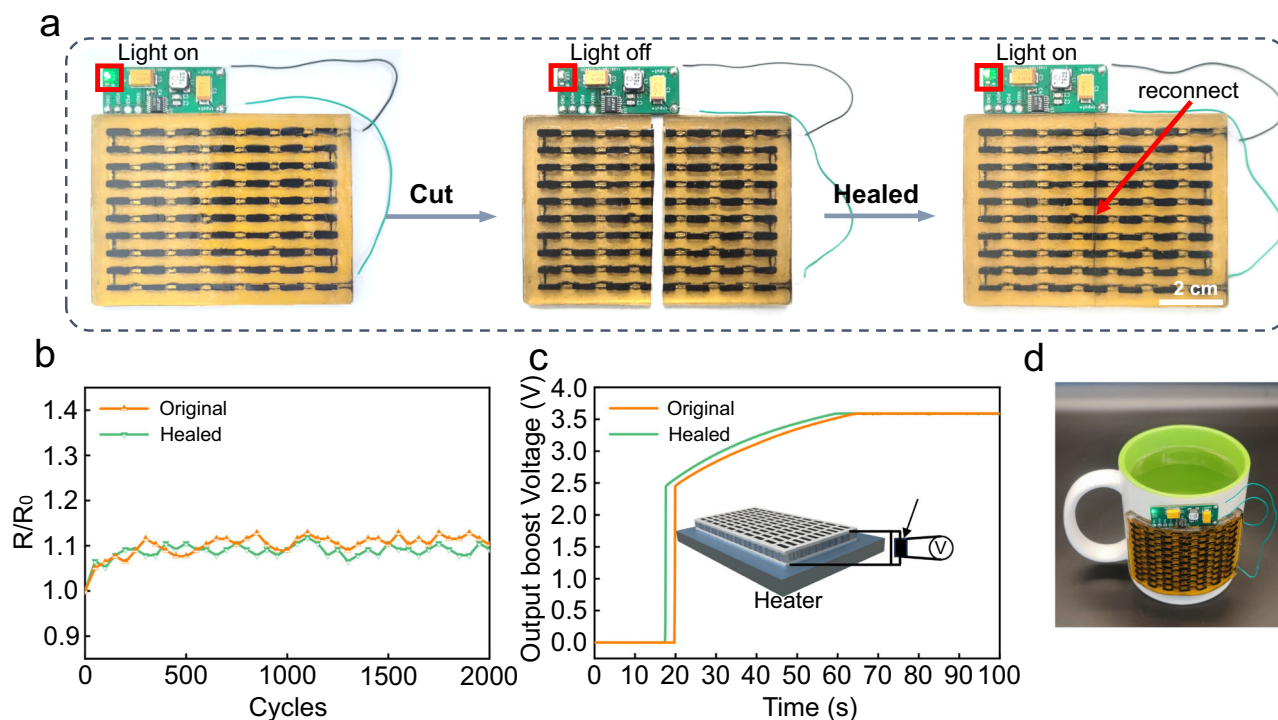 a
Light on
Light off
Light on
reconnect
Cut
Healed
2 cm
b
1.4
1.3
1.2
1.1
1.0
0.9
R/R0
Original
Healed
0
500
1000
1500
2000
Cycles
c
4.0
3.5
3.0
2.5
2.0
1.5
1.0
0.5
0.0
Output boost Voltage (V)
Original
Healed
V
Heater
0 10 20 30 40 50 60 70 80 90 100
Time (s)
d